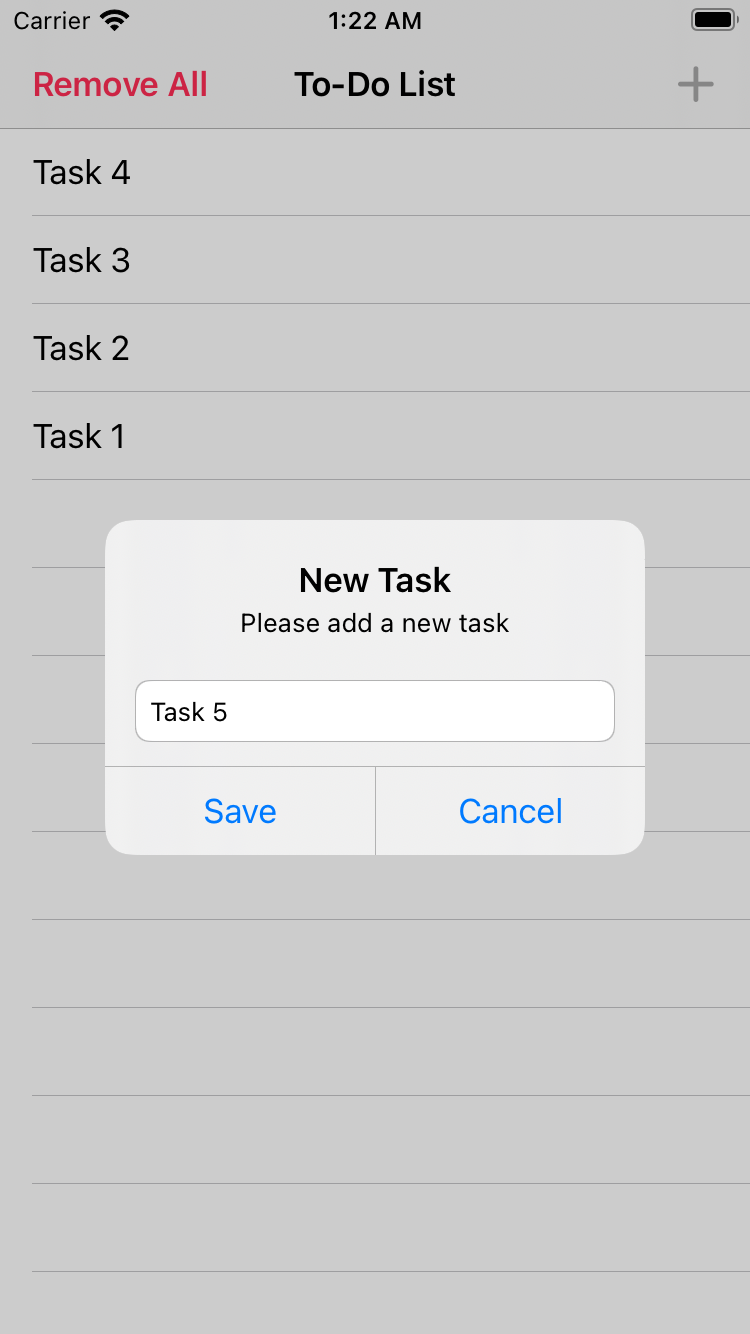 Carrier 1:22 AM
Remove All To-Do List +
Task 4
Task 3
Task 2
Task 1
New Task
Please add a new task
Task 5
Save Cancel